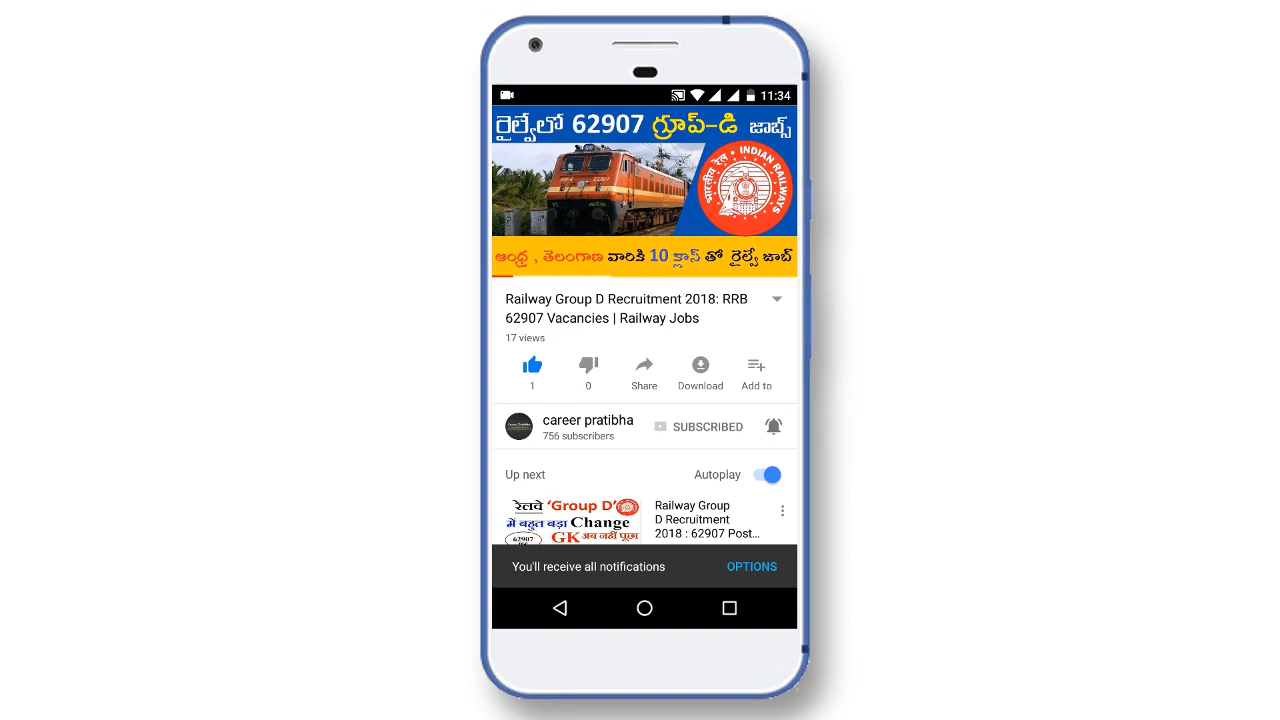 11:34
రైల్వేలో 62907 గ్రూప్-డి జాబ్స్
भारतीय रेल • INDIAN RAILWAYS
ఆంధ్ర , తెలంగాణ వారికి 10 క్లాస్ తో రైల్వే జాబ్
Railway Group D Recruitment 2018: RRB
62907 Vacancies | Railway Jobs
17 views
1
0
Share
Download
Add to
career pratibha
756 subscribers
SUBSCRIBED
Up next
Autoplay
रेलवे 'Group D'
में बहुत बड़ा Change
62907
GK अब नहीं पूछा
Railway Group
D Recruitment
2018 : 62907 Post...
You'll receive all notifications
OPTIONS